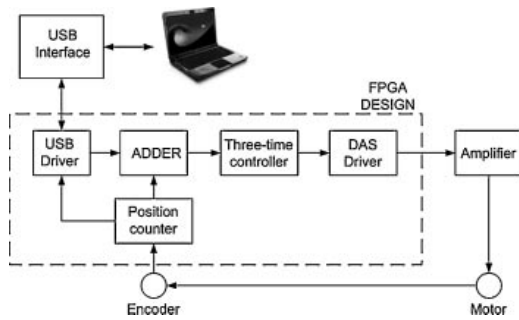 USB
Interface
FPGA
DESIGN
USB
Driver
ADDER
Three-time
controller
DAS
Driver
Amplifier
Position
counter
Encoder
Motor